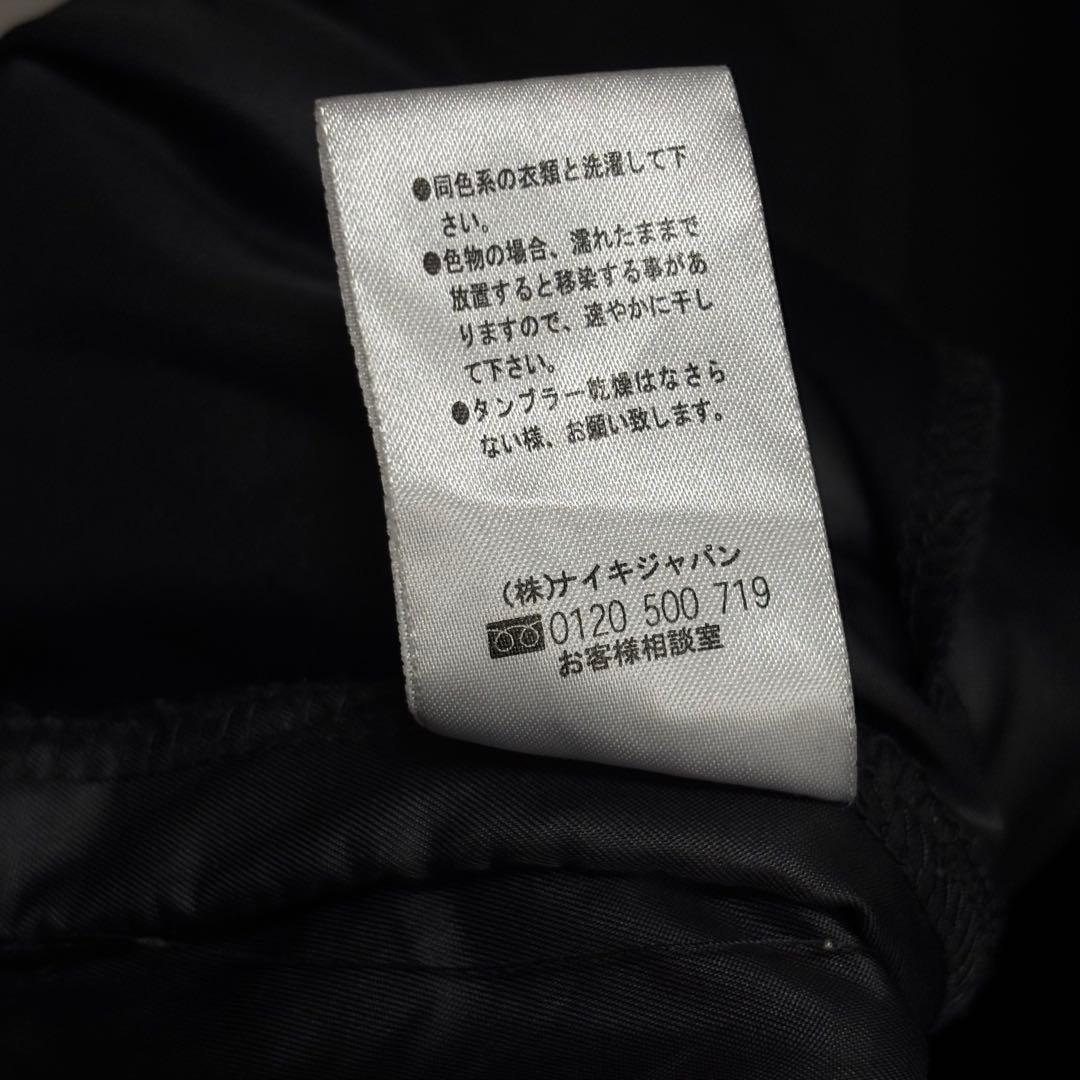 ●同色系の衣類と洗濯して下
さい。
●色物の場合、濡れたままで
放置すると移染する事があ
りますので、速やかに干し
て下さい。
●タンブラー乾燥はなさら
ない様、お願い致します。
(株)ナイキジャパン
0120 500 719
お客様相談室